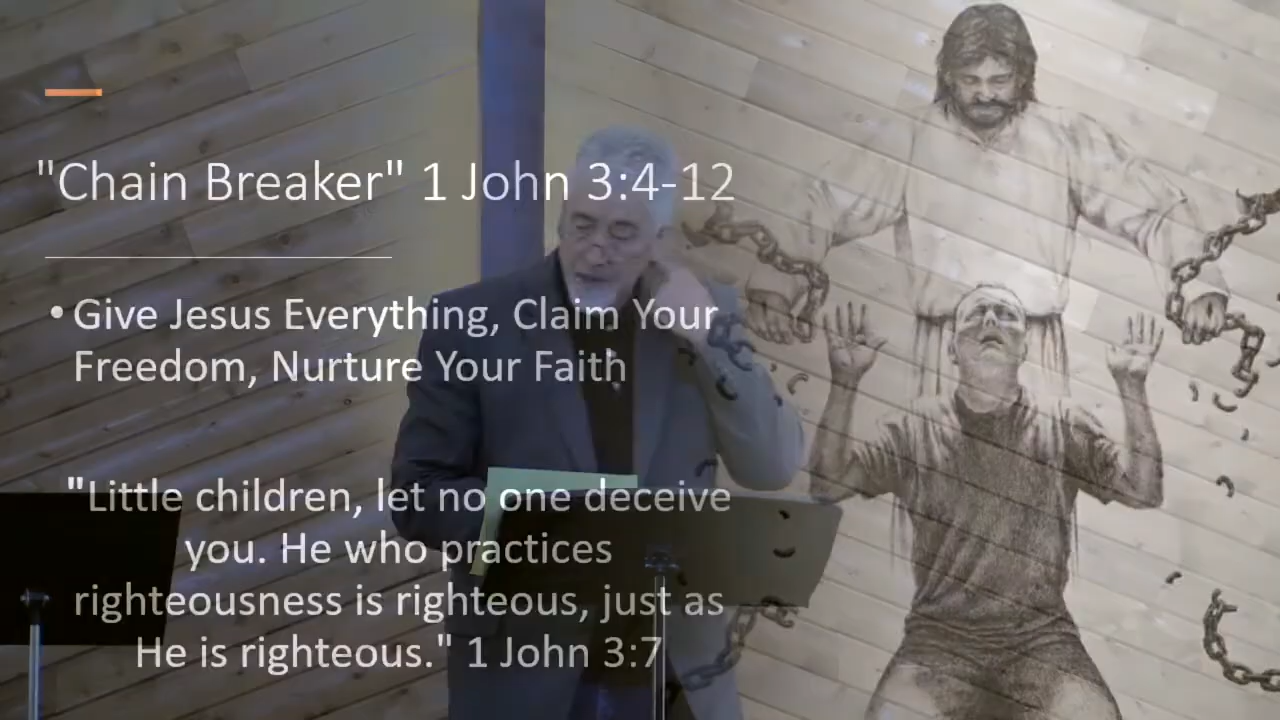 "Chain Breaker" 1 John 3:4-12
• Give Jesus Everything, Claim Your
Freedom, Nurture Your Faith
"Little children, let no one deceive
you. He who practices
righteousness is righteous, just as
He is righteous." 1 John 3:7